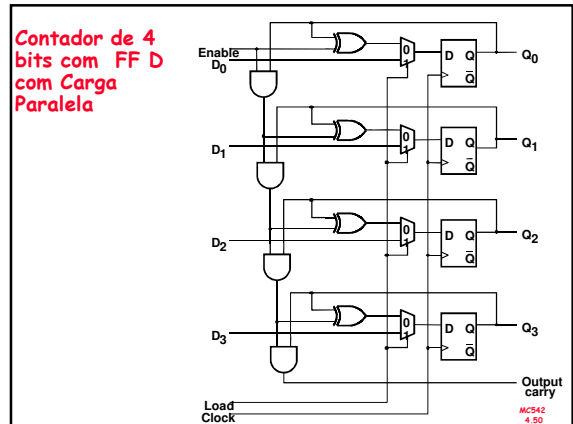 Contador de 4
bits com FF D
com Carga
Paralela
Enable
D0
0
1
D Q
Q̅
Q0
D1
0
1
D Q
Q̅
Q1
D2
0
1
D Q
Q̅
Q2
D3
0
1
D Q
Q̅
Q3
Output
carry
Load
Clock
MC542
4.50